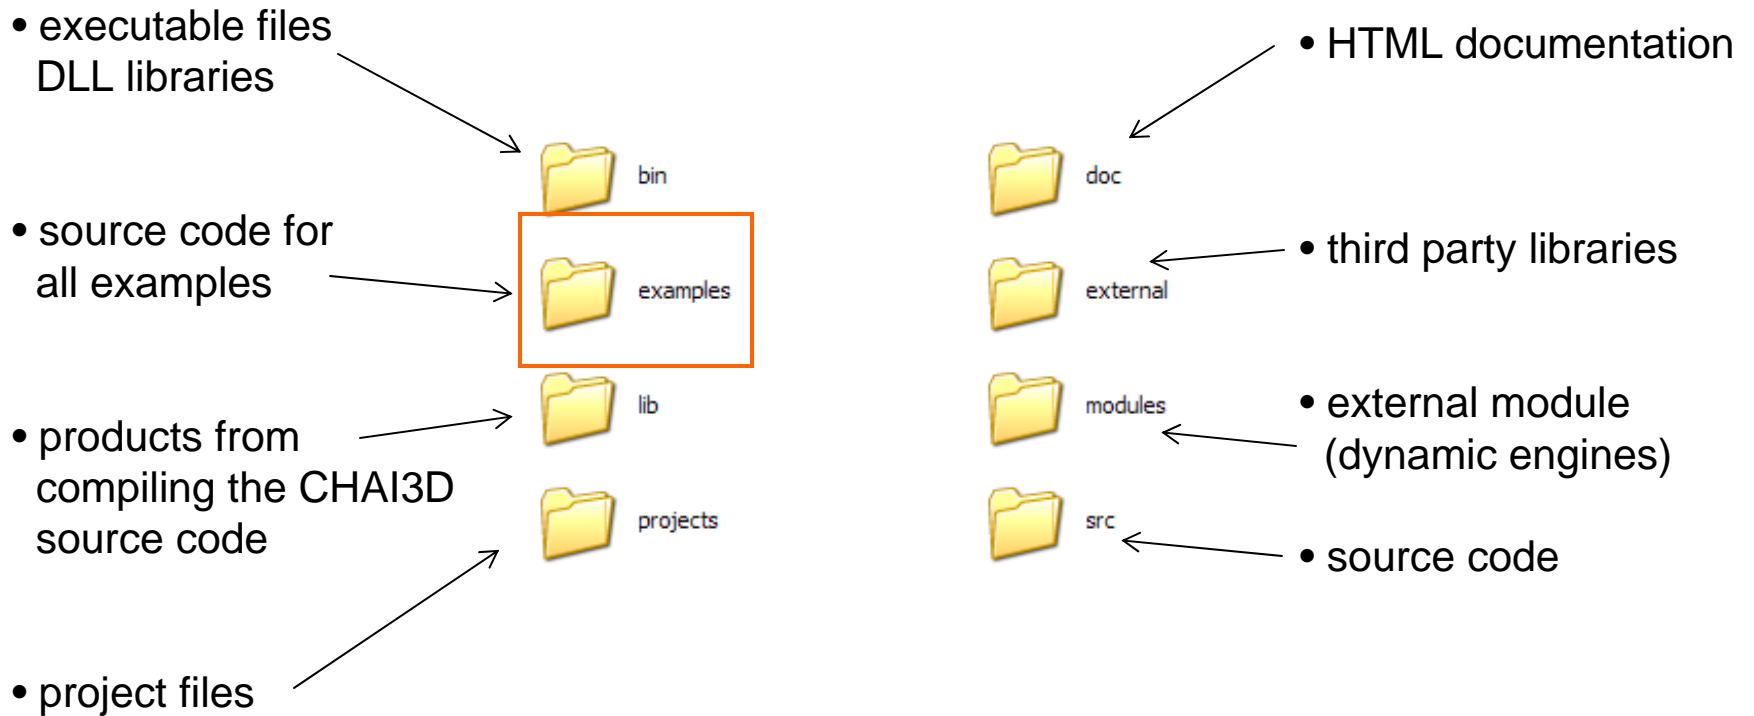 • executable files
DLL libraries
• source code for
all examples
• products from
compiling the CHAI3D
source code
• project files
bin
examples
lib
projects
doc
external
modules
src
• HTML documentation
• third party libraries
• external module
(dynamic engines)
• source code